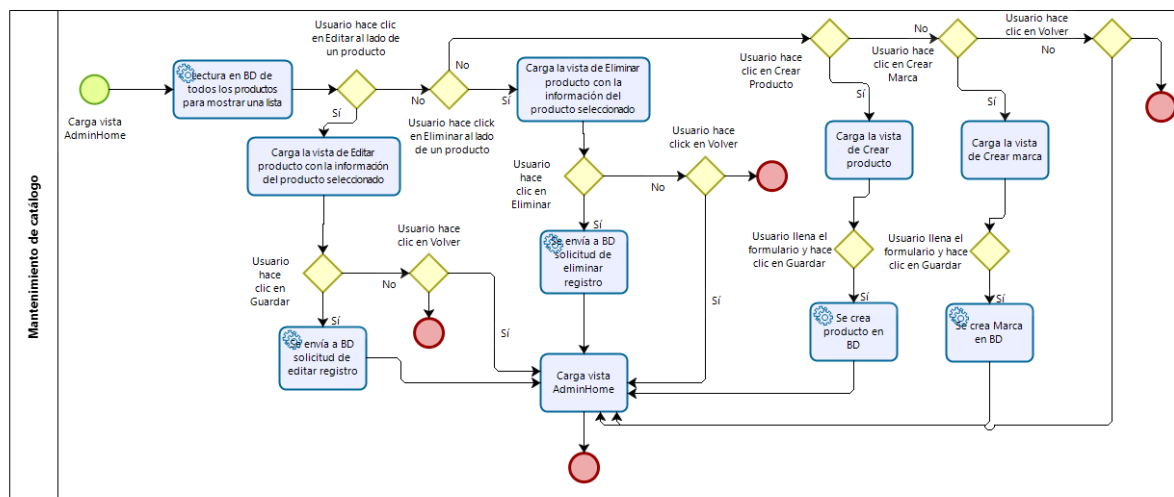 Mantenimiento de catálogo
Carga vista
AdminHome
Lectura en BD de
todos los productos
para mostrar una lista
Usuario hace clic
en Editar al lado de
un producto
Sí
No
Carga la vista de Editar
producto con la información
del producto seleccionado
Usuario
hace
clic en
Guardar
Sí
No
Usuario hace
clic en Volver
Sí
Se envía a BD
solicitud de
editar registro
Usuario hace click
en Eliminar al lado
de un producto
No
Sí
Carga la vista de Eliminar
producto con la información del
producto seleccionado
Usuario
hace
clic en
Eliminar
Sí
No
Usuario hace
click en Volver
Sí
Se envía a BD
solicitud de
eliminar
registro
Carga vista
AdminHome
Usuario hace
clic en Crear
Producto
No
Sí
Carga la vista
de Crear
producto
Usuario llena el
formulario y hace
clic en Guardar
Sí
Se crea
producto en
BD
Usuario hace
clic en Crear
Marca
No
Sí
Carga la vista
de Crear marca
Usuario llena el
formulario y hace
clic en Guardar
Sí
Se crea Marca
en BD
Usuario hace
clic en Volver
No
Sí